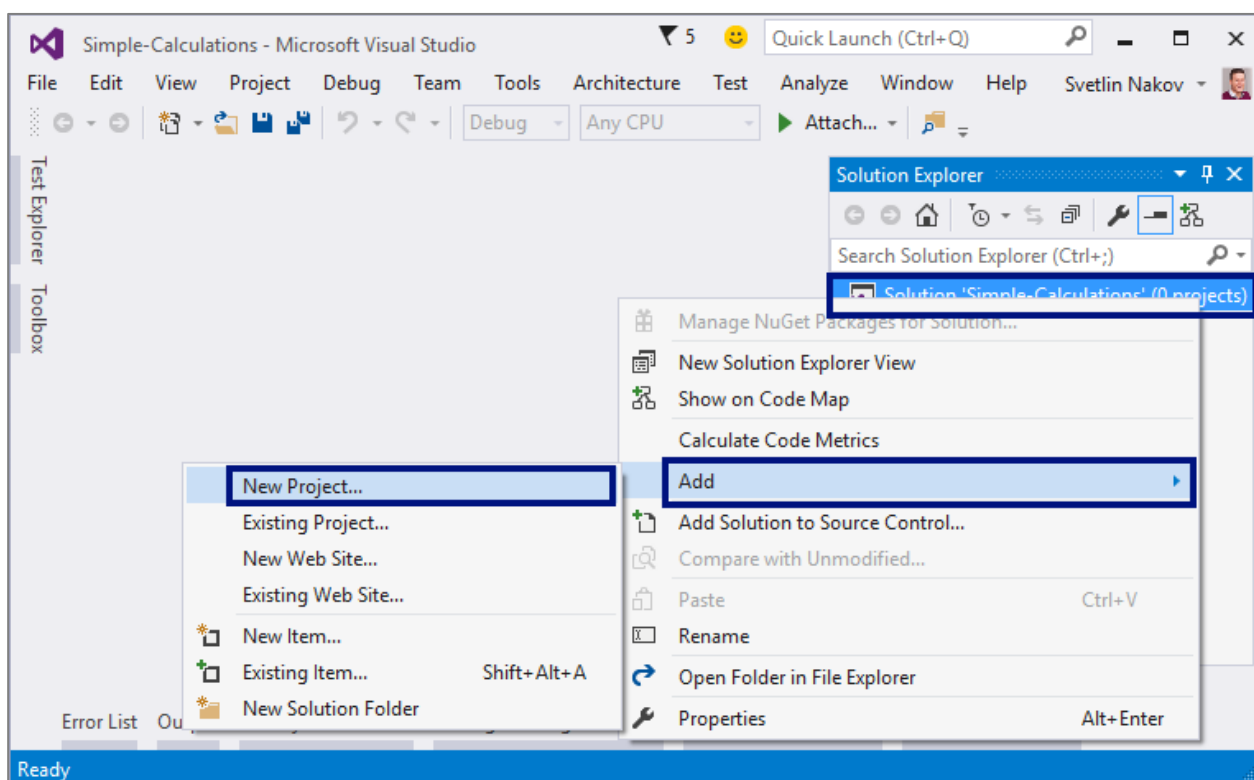 Simple-Calculations - Microsoft Visual Studio
5
Quick Launch (Ctrl+Q)
File Edit View Project Debug Team Tools Architecture Test Analyze Window Help Svetlin Nakov
Debug Any CPU Attach...
Test Explorer
Toolbox
Solution Explorer
Search Solution Explorer (Ctrl+;)
Solution 'Simple-Calculations' (0 projects)
Manage NuGet Packages for Solution...
New Solution Explorer View
Show on Code Map
Calculate Code Metrics
Add
Add Solution to Source Control...
Compare with Unmodified...
Paste Ctrl+V
Rename
Open Folder in File Explorer
Properties Alt+Enter
New Project...
Existing Project...
New Web Site...
Existing Web Site...
New Item...
Existing Item... Shift+Alt+A
New Solution Folder
Error List Ou
Ready